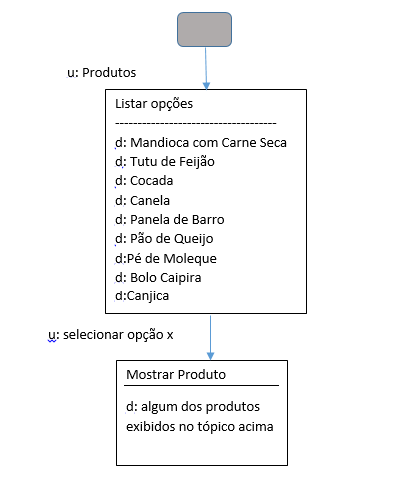 u: Produtos
Listar opções
------------------------------------
d: Mandioca com Carne Seca
d: Tutu de Feijão
d: Cocada
d: Canela
d: Panela de Barro
d: Pão de Queijo
d:Pé de Moleque
d: Bolo Caipira
d:Canjica
u: selecionar opção x
Mostrar Produto
d: algum dos produtos
exibidos no tópico acima